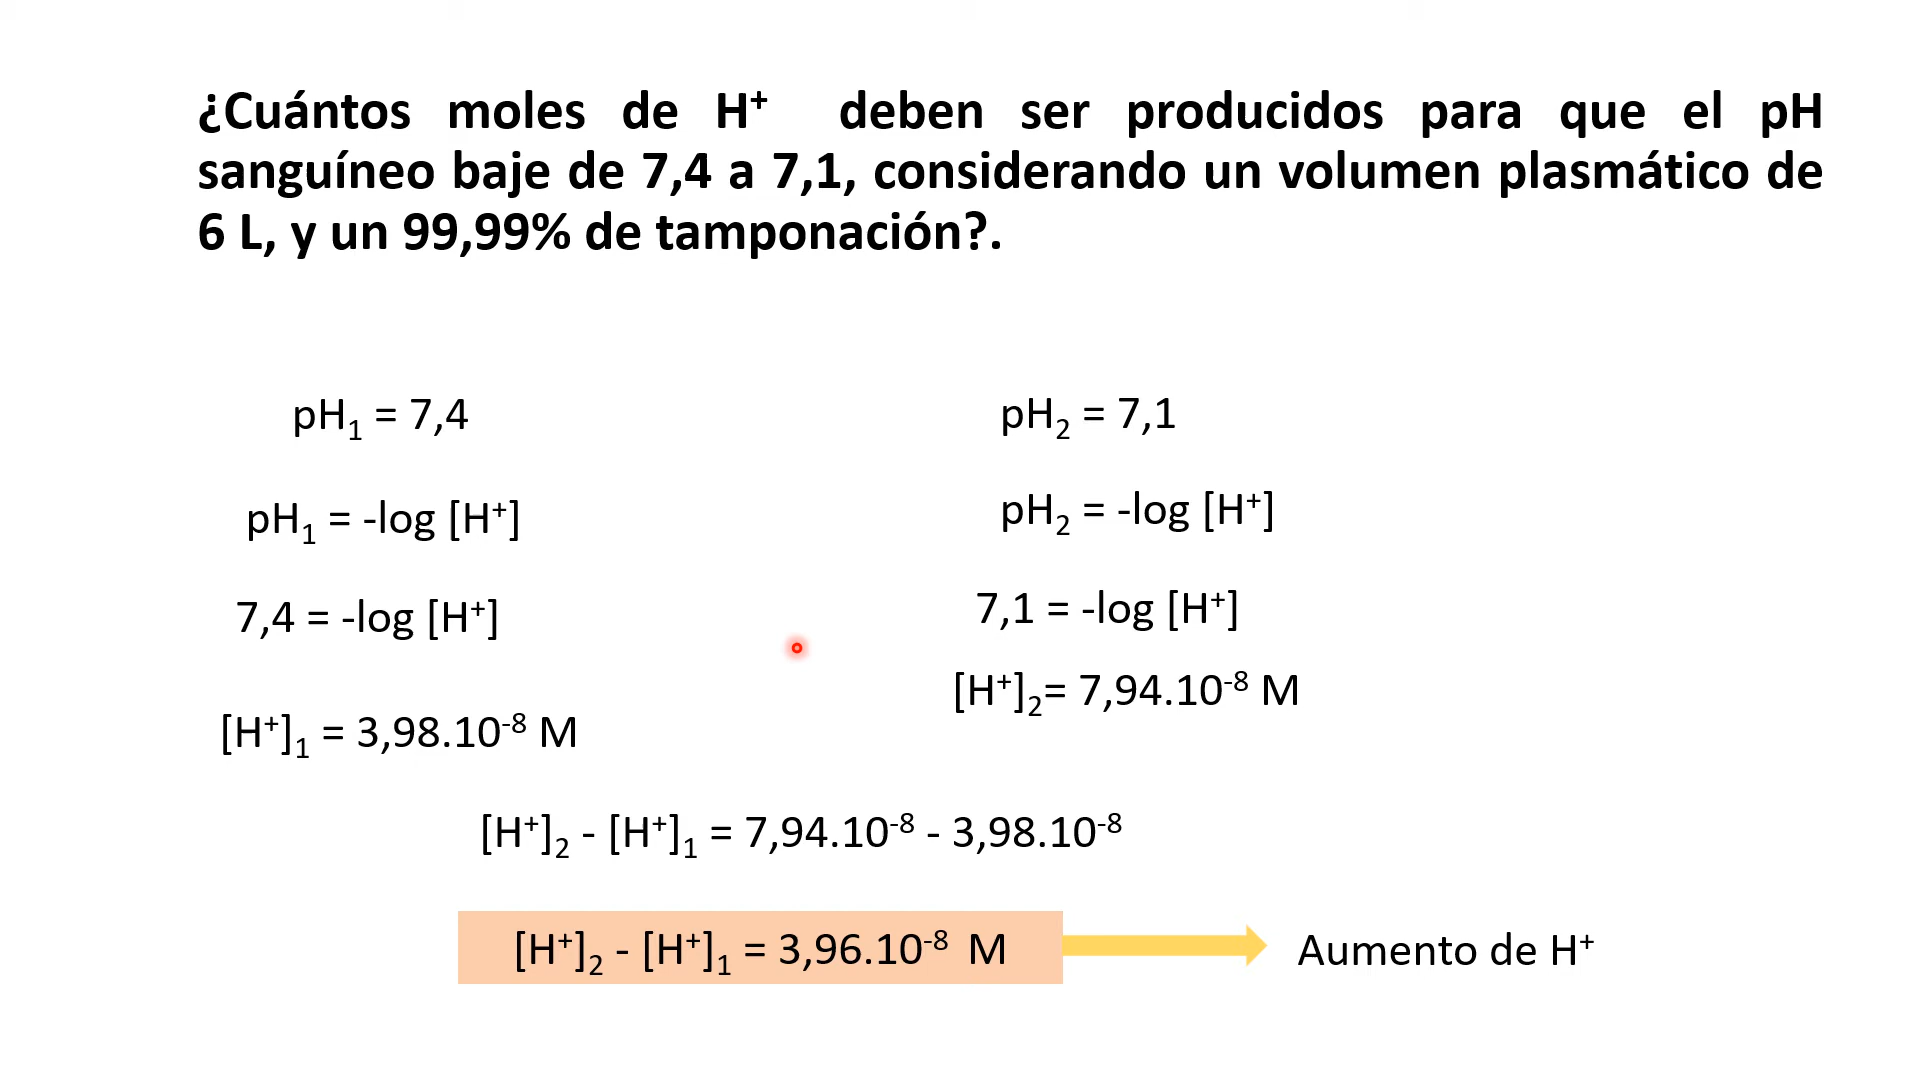 ¿Cuántos moles de H⁺ deben ser producidos para que el pH
sanguíneo baje de 7,4 a 7,1, considerando un volumen plasmático de
6 L, y un 99,99% de tamponación?.
pH₁ = 7,4
pH₂ = 7,1
pH₁ = -log [H⁺]
pH₂ = -log [H⁺]
7,4 = -log [H⁺]
7,1 = -log [H⁺]
[H⁺]₂= 7,94.10⁻⁸ M
[H⁺]₁ = 3,98.10⁻⁸ M
[H⁺]₂ - [H⁺]₁ = 7,94.10⁻⁸ - 3,98.10⁻⁸
[H⁺]₂ - [H⁺]₁ = 3,96.10⁻⁸ M
Aumento de H⁺